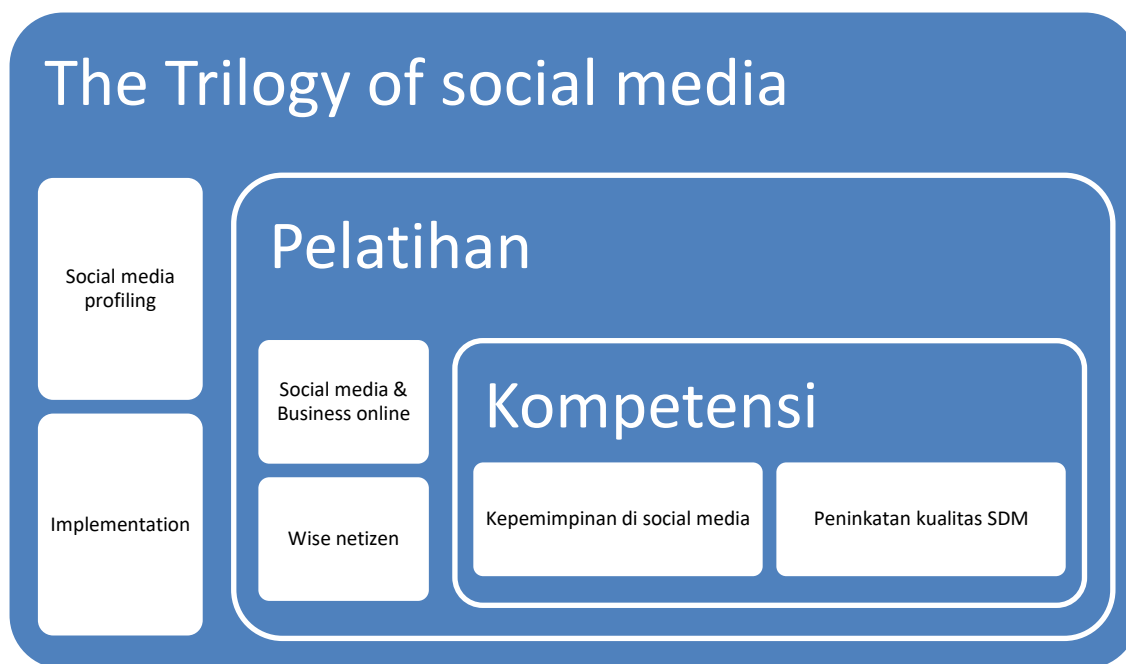 The Trilogy of social media
Social media
profiling
Implementation
Pelatihan
Social media &
Business online
Wise netizen
Kompetensi
Kepemimpinan di social media
Peninkatan kualitas SDM